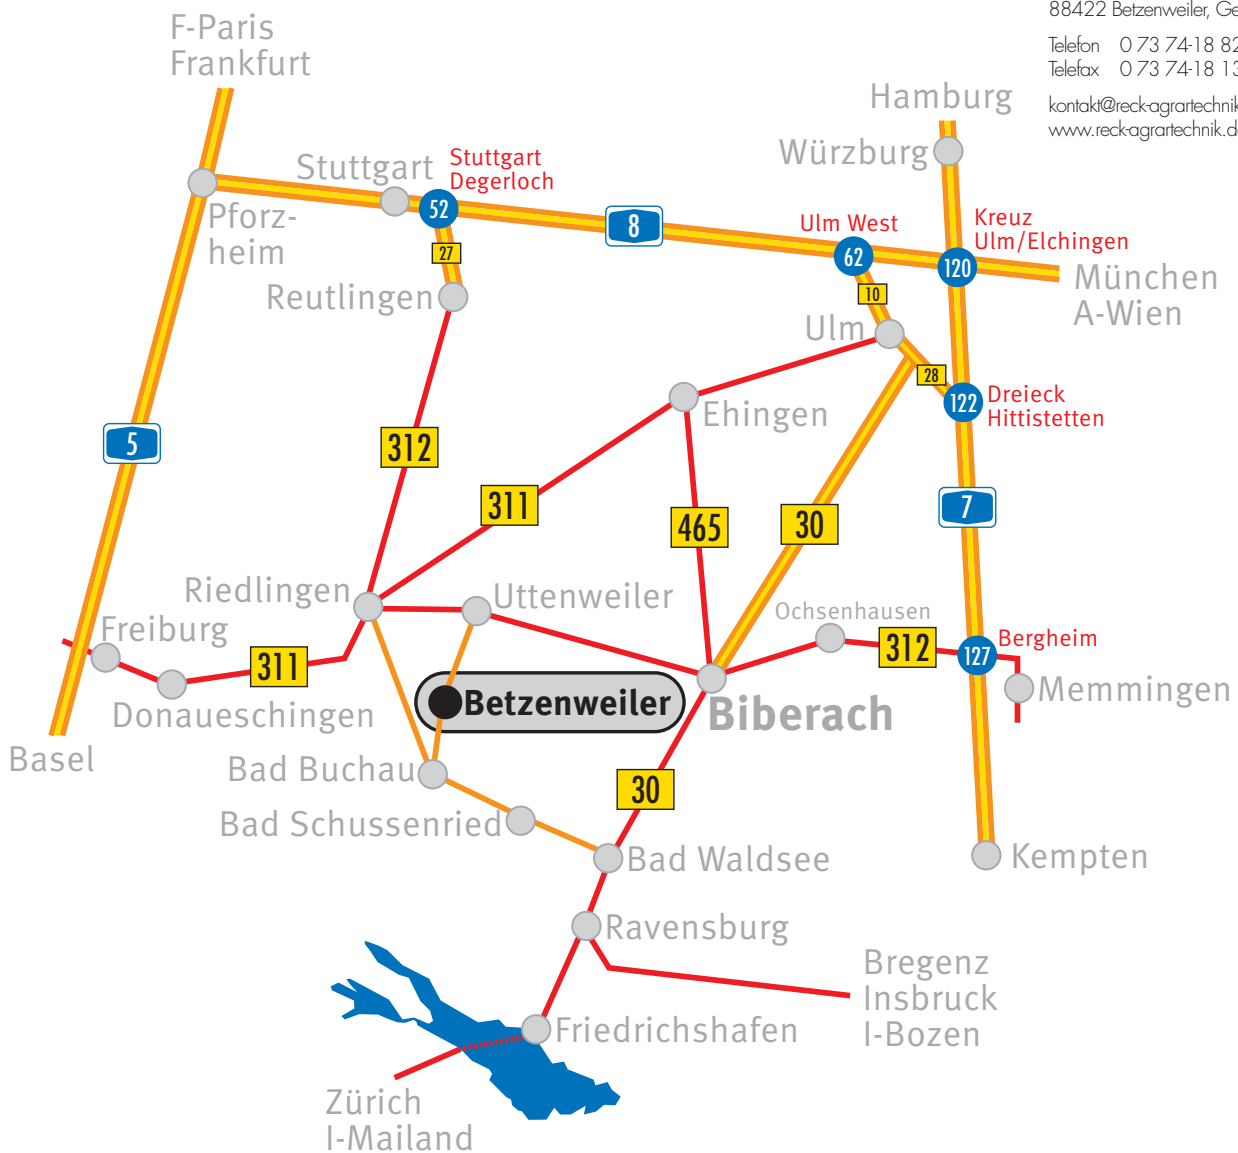 88422 Betzenweiler,
Telefon 0 73 74-18 82
Telefax 0 73 74-18 13
kontakt@reck-agrartechnik
www.reck-agrartechnik.d
F-Paris
Frankfurt
Hamburg
Würzburg
Stuttgart
Stuttgart
Degerloch
52
Pforz-
heim
8
Ulm West
62
Kreuz
Ulm/Elchingen
120
27
Reutlingen
10
München
A-Wien
Ulm
28
Ehingen
122
Dreieck
Hittistetten
5
312
311
465
30
7
Riedlingen
Uttenweiler
Ochsenhausen
Freiburg
311
312
127
Bergheim
Donaueschingen
Betzenweiler
Biberach
Memmingen
Basel
Bad Buchau
30
Bad Schussenried
Bad Waldsee
Kempten
Ravensburg
Bregenz
Insbruck
I-Bozen
Friedrichshafen
Zürich
I-Mailand